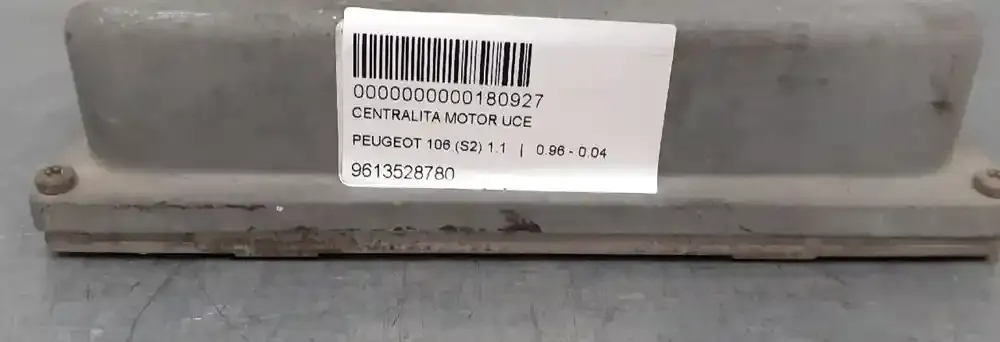 0000000000180927
CENTRALITA MOTOR UCE
PEUGEOT 106 (S2) 1.1 | 0.96 - 0.04
9613528780